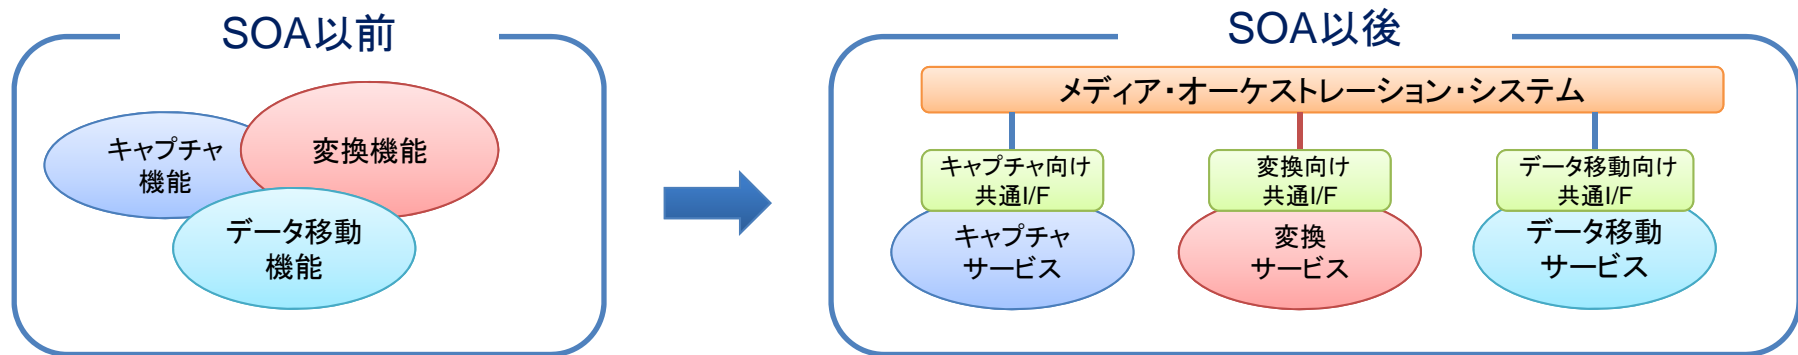 SOA以前
キャプチャ
機能
変換機能
データ移動
機能
SOA以後
メディア・オーケストレーション・システム
キャプチャ向け
共通I/F
変換向け
共通I/F
データ移動向け
共通I/F
キャプチャ
サービス
変換
サービス
データ移動
サービス